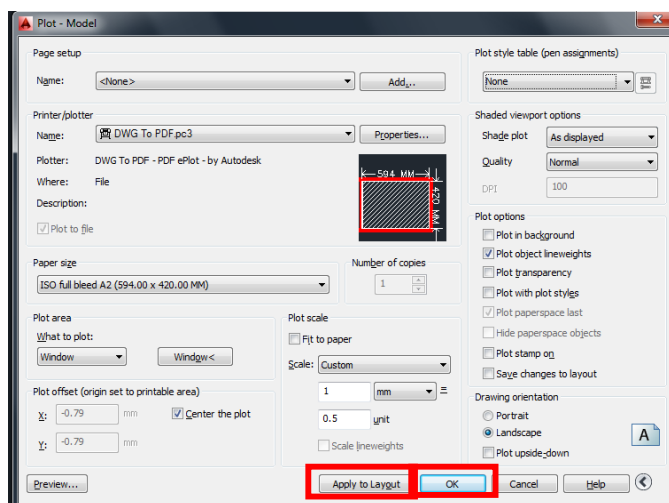 Plot - Model
Page setup
Name:
<None>
Add...
Printer/plotter
Name:
DWG To PDF.pc3
Properties...
Plotter:
DWG To PDF - PDF ePlot - by Autodesk
Where:
File
Description:
Plot to file
594 MM
420 MM
Paper size
ISO full bleed A2 (594.00 x 420.00 MM)
Number of copies
1
Plot area
What to plot:
Window
Window<
Plot offset (origin set to printable area)
X:
-0.79
mm
Center the plot
Y:
-0.79
mm
Plot scale
Fit to paper
Scale:
Custom
1
mm
=
0.5
unit
Scale lineweights
Plot style table (pen assignments)
None
Shaded viewport options
Shade plot
As displayed
Quality
Normal
DPI
100
Plot options
Plot in background
Plot object lineweights
Plot transparency
Plot with plot styles
Plot paperspace last
Hide paperspace objects
Plot stamp on
Save changes to layout
Drawing orientation
Portrait
Landscape
Plot upside-down
A
Preview...
Apply to Layout
OK
Cancel
Help